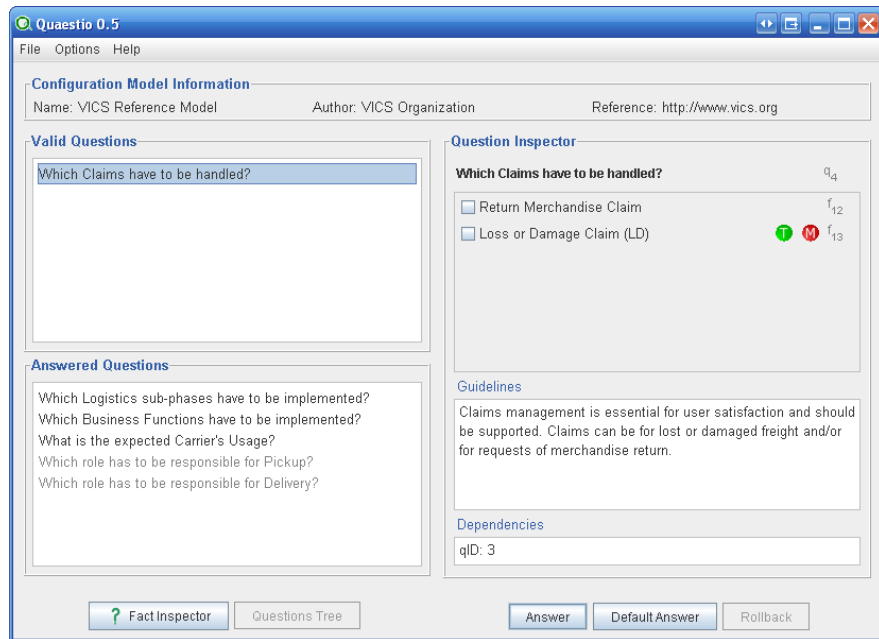 Quaestio 0.5
File Options Help
Configuration Model Information
Name: VICS Reference Model Author: VICS Organization Reference: http://www.vics.org
Valid Questions
Which Claims have to be handled?
Answered Questions
Which Logistics sub-phases have to be implemented?
Which Business Functions have to be implemented?
What is the expected Carrier's Usage?
Which role has to be responsible for Pickup?
Which role has to be responsible for Delivery?
? Fact Inspector Questions Tree
Question Inspector
Which Claims have to be handled? q4
Return Merchandise Claim f12
Loss or Damage Claim (LD) T M f13
Guidelines
Claims management is essential for user satisfaction and should
be supported. Claims can be for lost or damaged freight and/or
for requests of merchandise return.
Dependencies
qID: 3
Answer Default Answer Rollback